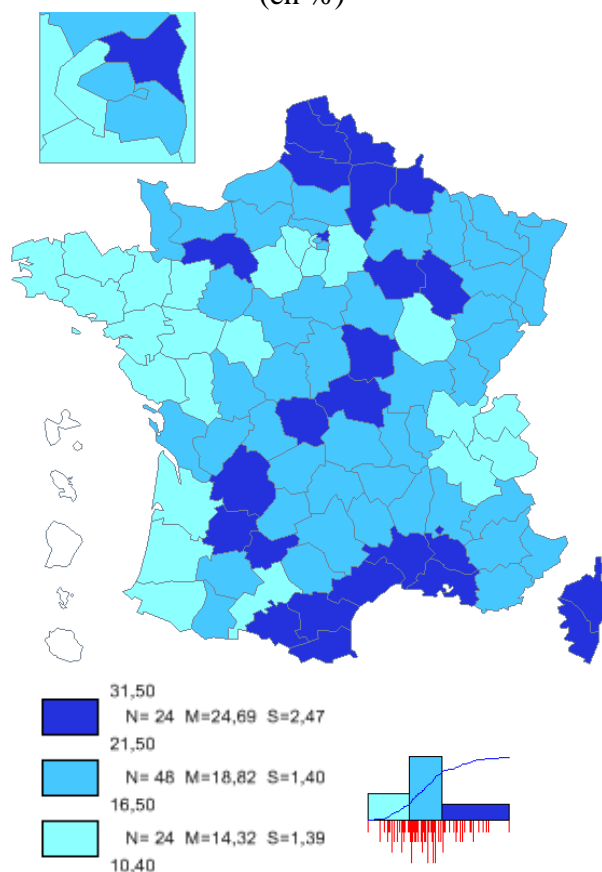 (en %)
31,50
N= 24 M=24,69 S=2,47
21,50
N= 48 M=18,82 S=1,40
16,50
N= 24 M=14,32 S=1,39
10,40